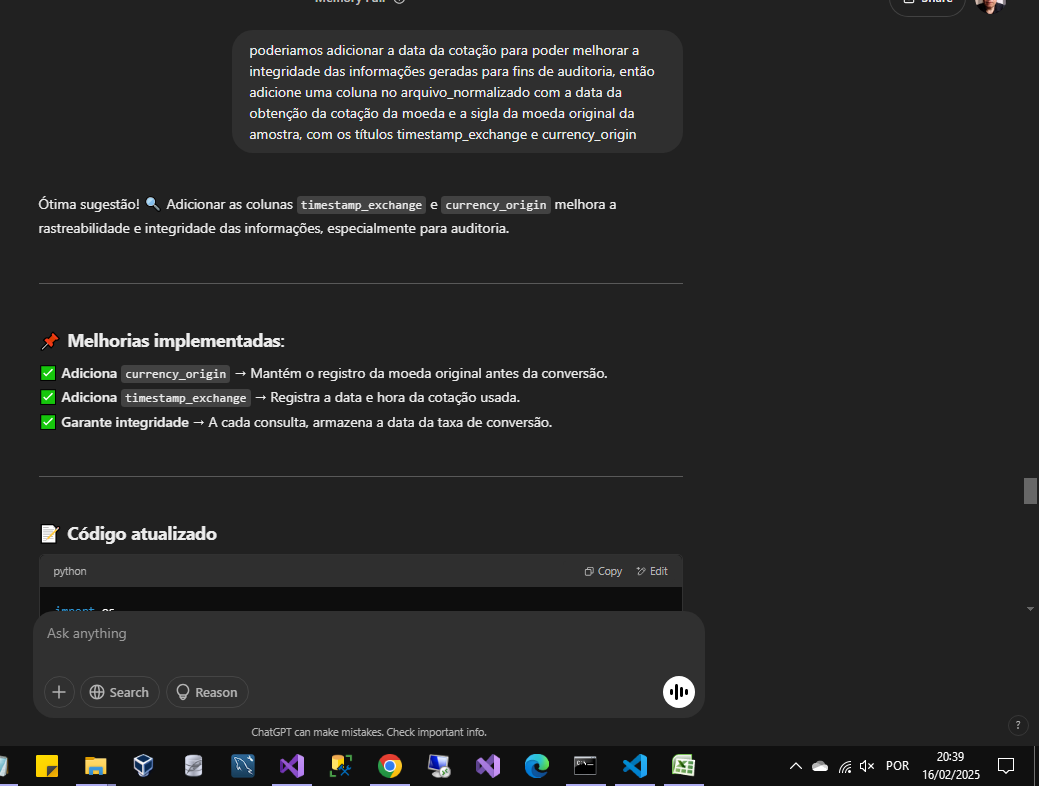 Memory Full
Share
poderiamos adicionar a data da cotação para poder melhorar a
integridade das informações geradas para fins de auditoria, então
adicione uma coluna no arquivo_normalizado com a data da
obtenção da cotação da moeda e a sigla da moeda original da
amostra, com os títulos timestamp_exchange e currency_origin
Ótima sugestão! 🔍 Adicionar as colunas timestamp_exchange e currency_origin melhora a
rastreabilidade e integridade das informações, especialmente para auditoria.
📌 Melhorias implementadas:
✅ Adiciona currency_origin → Mantém o registro da moeda original antes da conversão.
✅ Adiciona timestamp_exchange → Registra a data e hora da cotação usada.
✅ Garante integridade → A cada consulta, armazena a data da taxa de conversão.
📝 Código atualizado
python
Copy
Edit
import os
Ask anything
Search
Reason
ChatGPT can make mistakes. Check important info.
?
POR
20:39
16/02/2025